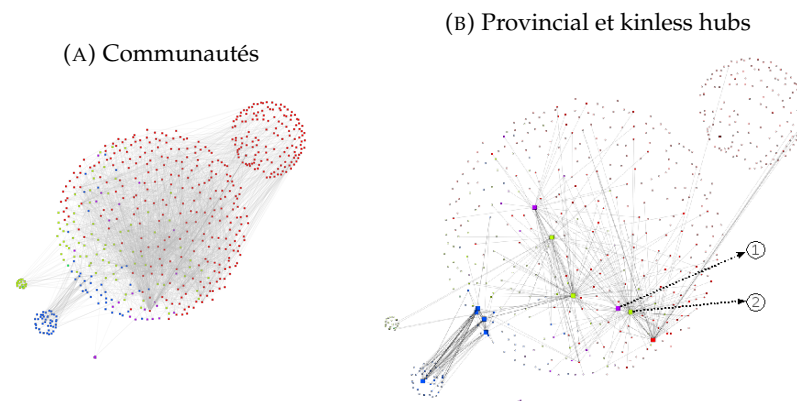 (A) Communautés
(B) Provincial et kinless hubs
①
②